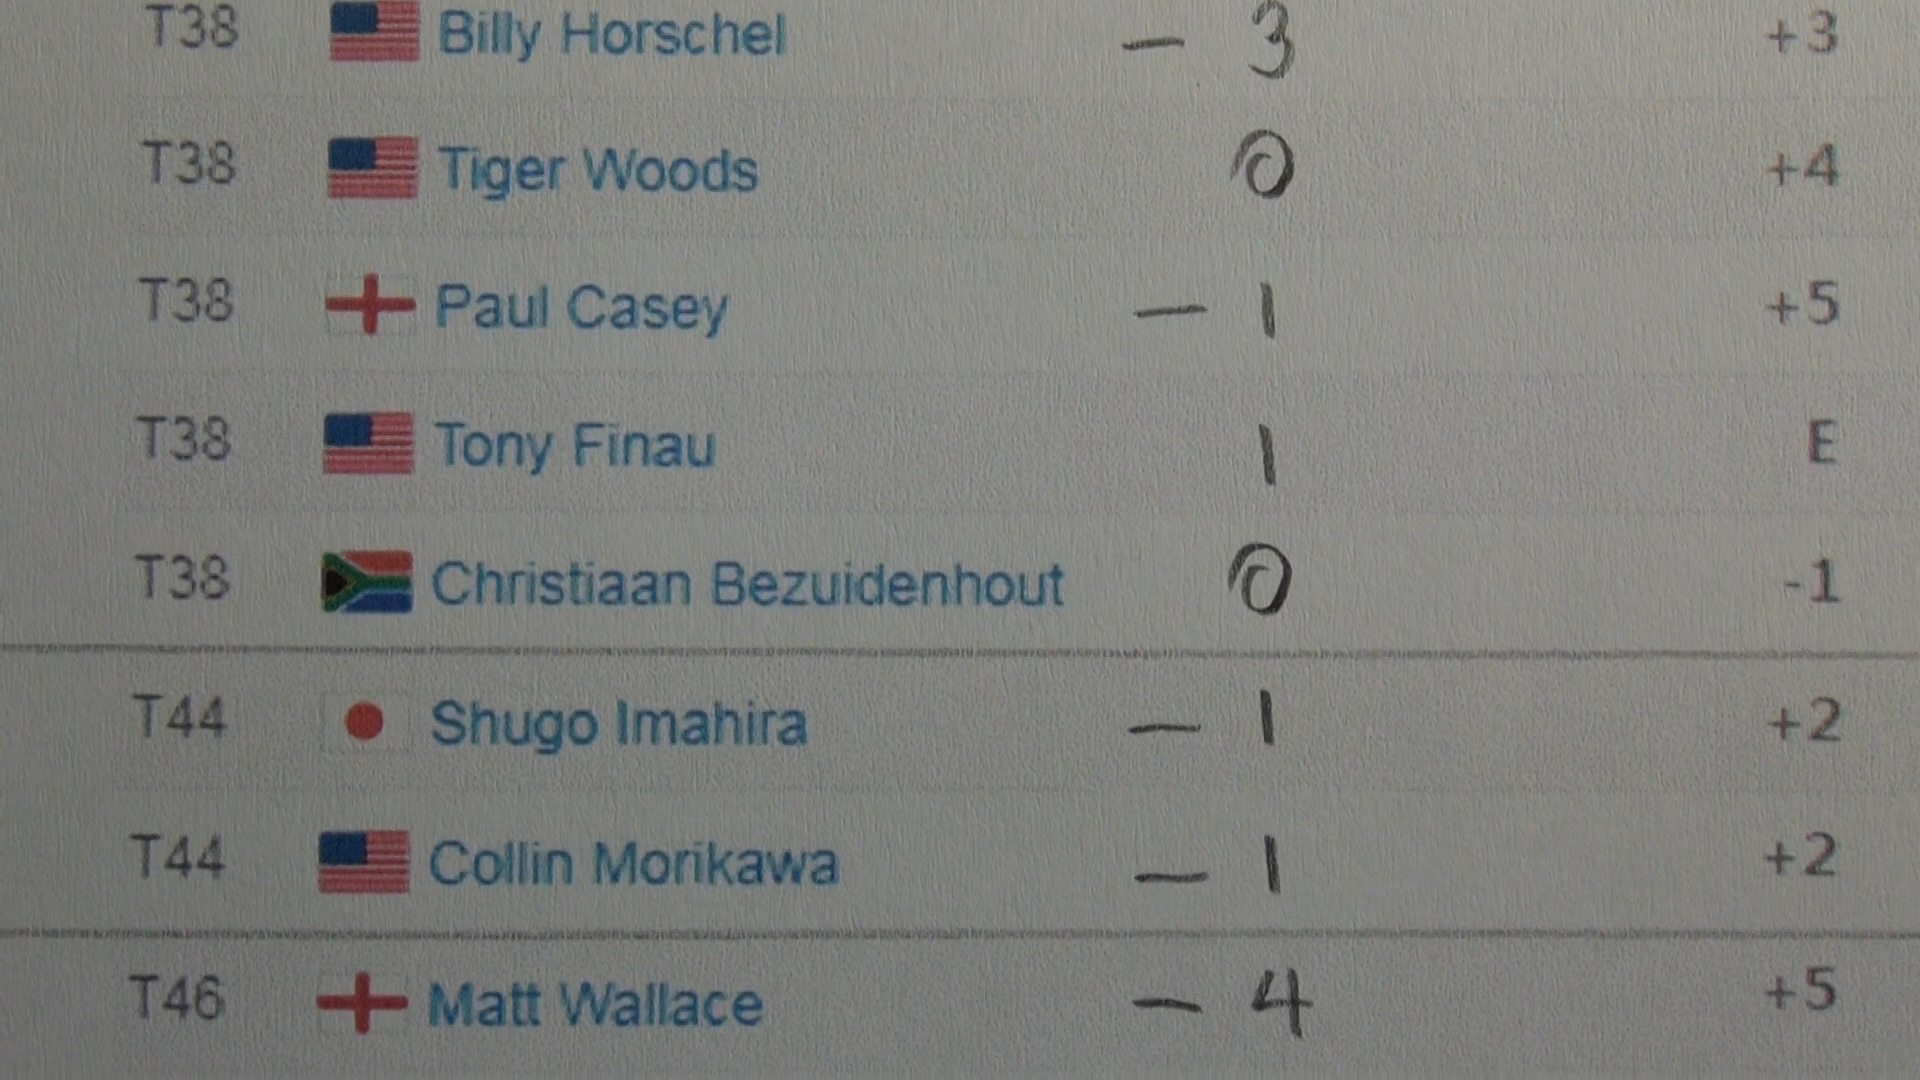 T38 Billy Horschel — 3 +3
T38 Tiger Woods 0 +4
T38 Paul Casey — 1 +5
T38 Tony Finau 1 E
T38 Christiaan Bezuidenhout 0 -1
T44 Shugo Imahira — 1 +2
T44 Collin Morikawa — 1 +2
T46 Matt Wallace — 4 +5